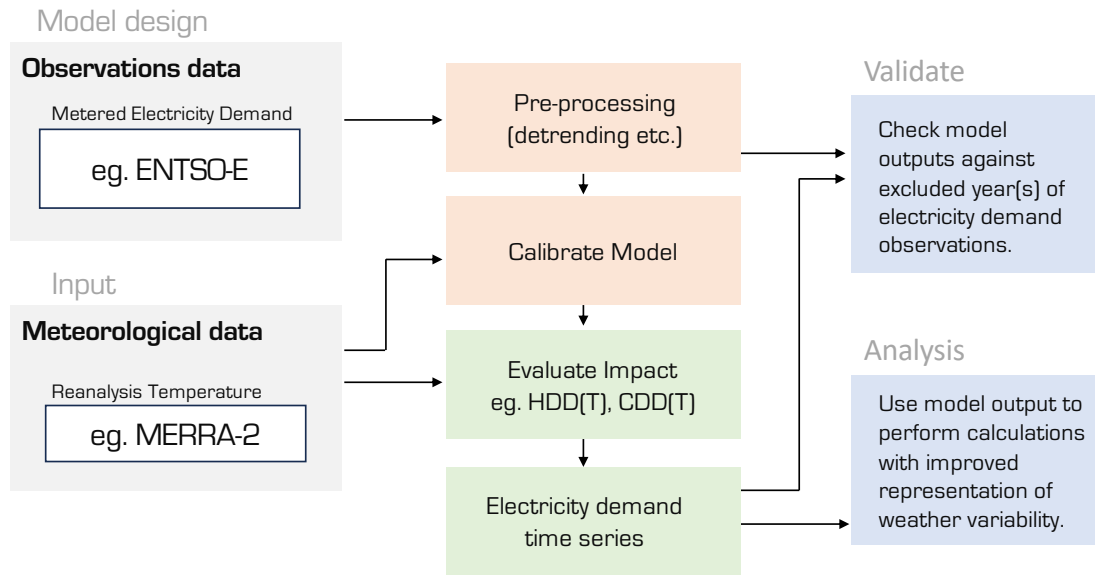 Model design
Observations data
Metered Electricity Demand
eg. ENTSO-E
Input
Meteorological data
Reanalysis Temperature
eg. MERRA-2
Pre-processing
(detrending etc.)
Calibrate Model
Evaluate Impact
eg. HDD(T), CDD(T)
Electricity demand
time series
Validate
Check model
outputs against
excluded year(s) of
electricity demand
observations.
Analysis
Use model output to
perform calculations
with improved
representation of
weather variability.